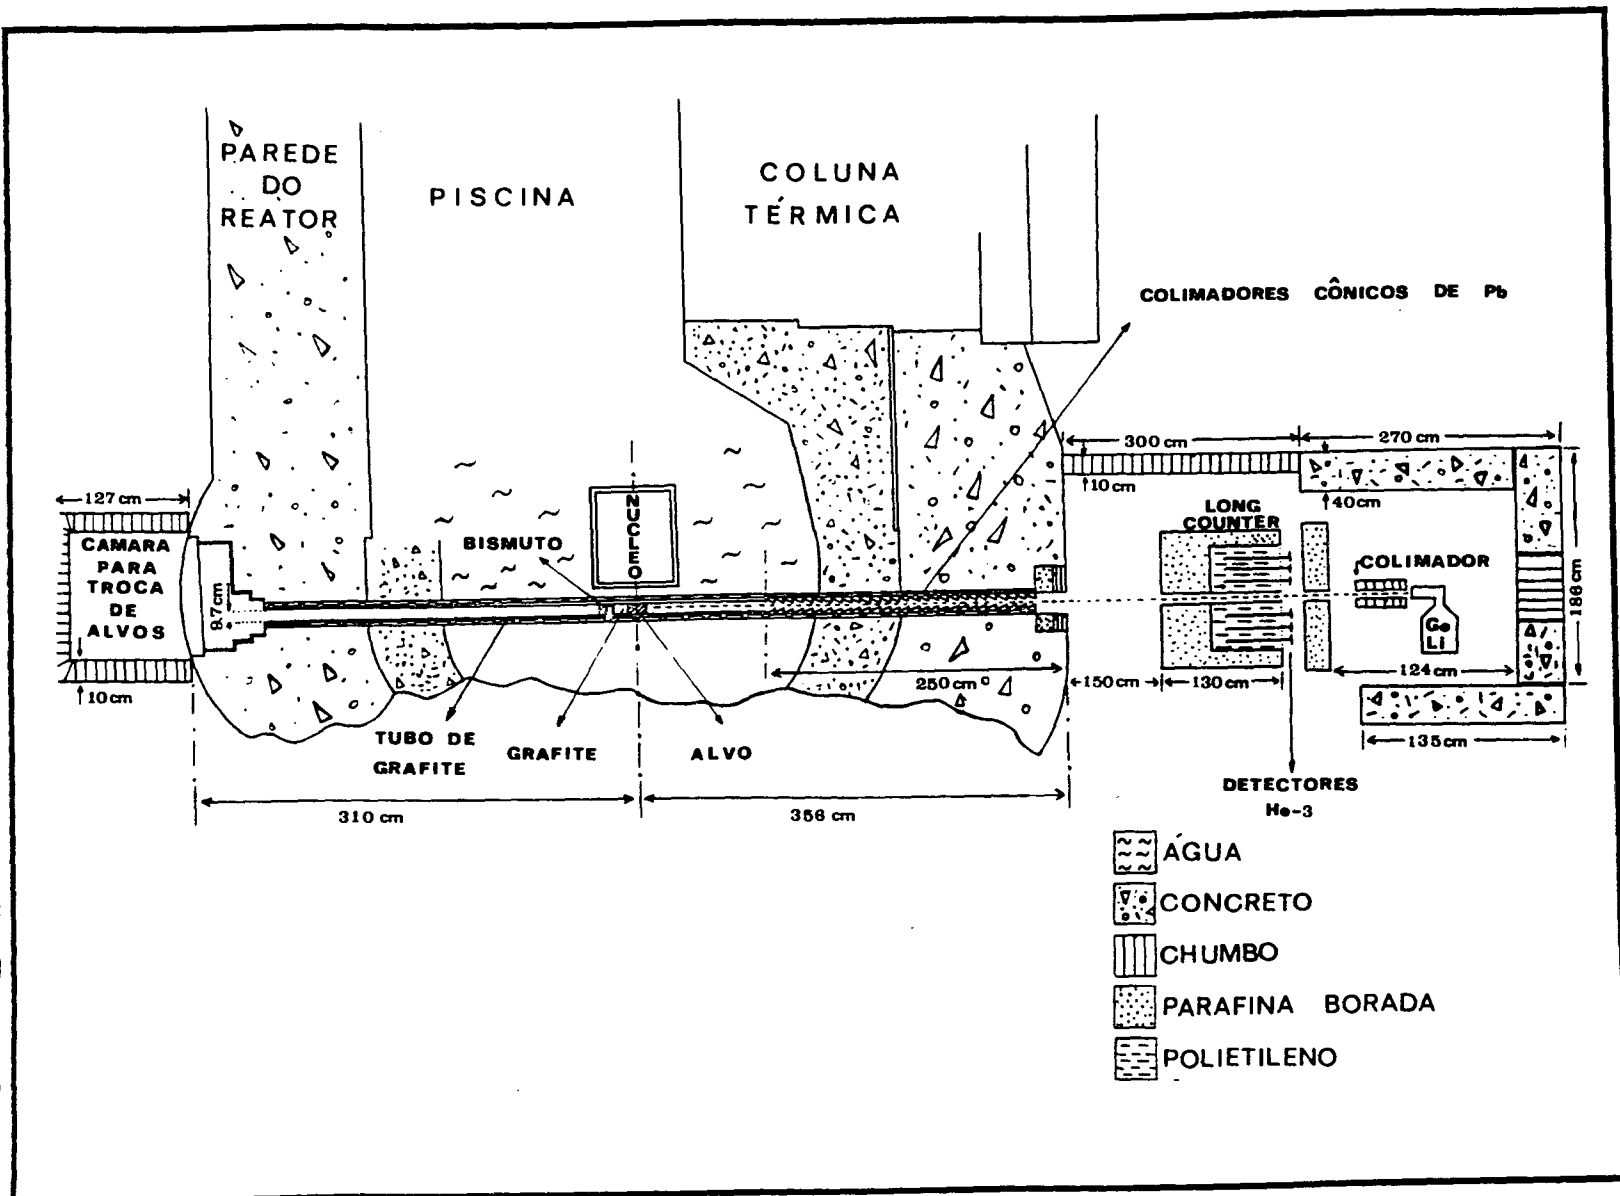 PAREDE
DO
REATOR
PISCINA
COLUNA
TÉRMICA
COLIMADORES CÔNICOS DE Pb
300 cm
270 cm
10 cm
40 cm
127 cm
CAMARA
PARA
TROCA
DE
ALVOS
8.7 cm
10 cm
BISMUTO
NUCLEO
LONG
COUNTER
COLIMADOR
Ge
Li
186 cm
250 cm
150 cm
130 cm
124 cm
135 cm
TUBO DE
GRAFITE
GRAFITE
ALVO
310 cm
356 cm
DETECTORES
He-3
ÁGUA
CONCRETO
CHUMBO
PARAFINA BORADA
POLIETILENO